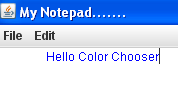 My Notepad.......
File Edit
Hello Color Chooser